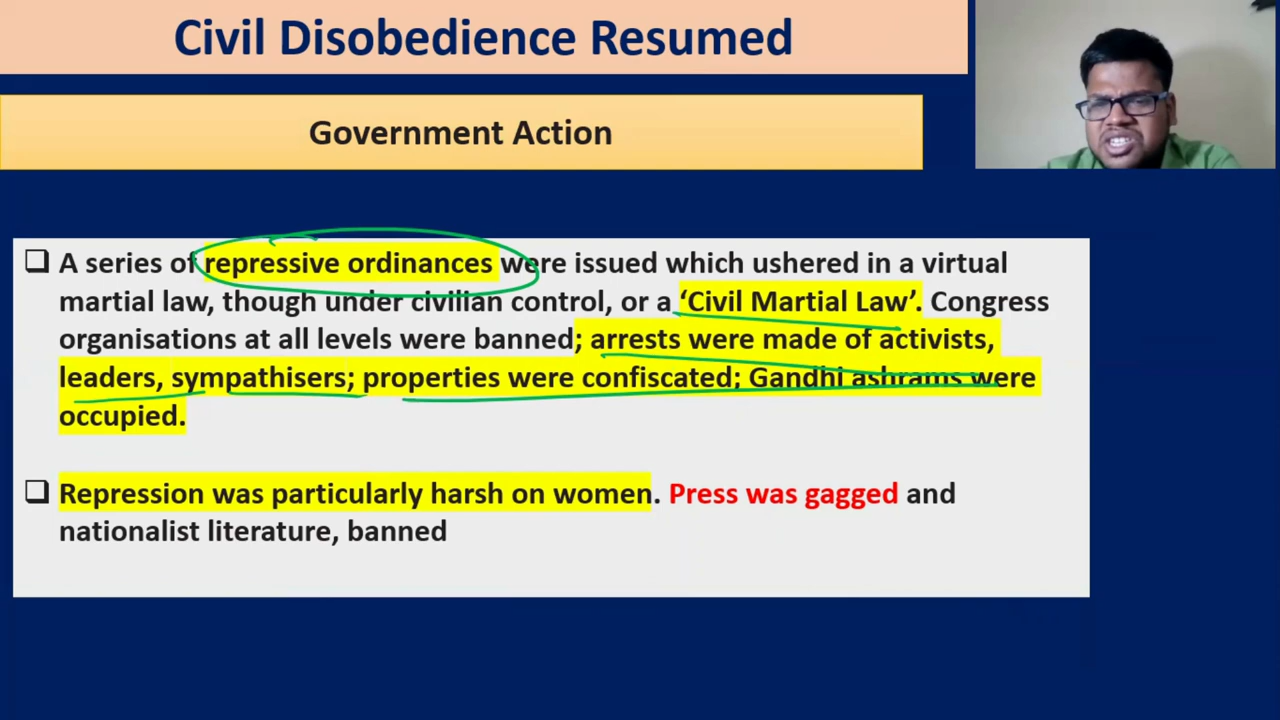 Civil Disobedience Resumed
Government Action
A series of repressive ordinances were issued which ushered in a virtual
martial law, though under civilian control, or a ‘Civil Martial Law’. Congress
organisations at all levels were banned; arrests were made of activists,
leaders, sympathisers; properties were confiscated; Gandhi ashrams were
occupied.
Repression was particularly harsh on women. Press was gagged and
nationalist literature, banned